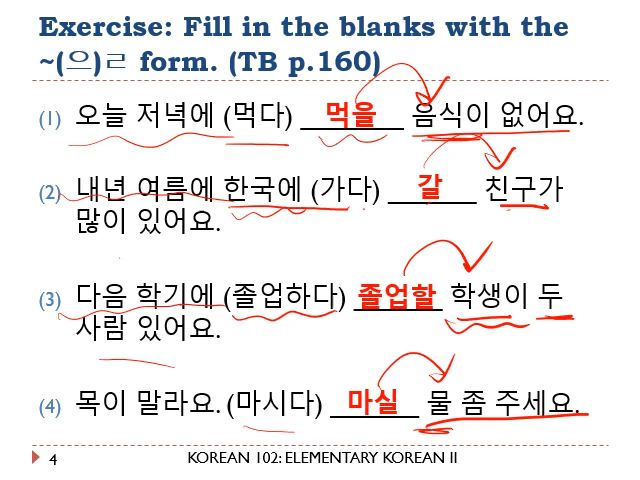 Exercise: Fill in the blanks with the
~(으)ㄹ form. (TB p.160)
(1) 오늘 저녁에 (먹다) 먹을 음식이 없어요.
(2) 내년 여름에 한국에 (가다) 갈 친구가
많이 있어요.
(3) 다음 학기에 (졸업하다) 졸업할 학생이 두
사람 있어요.
(4) 목이 말라요. (마시다) 마실 물 좀 주세요.
4 KOREAN 102: ELEMENTARY KOREAN II